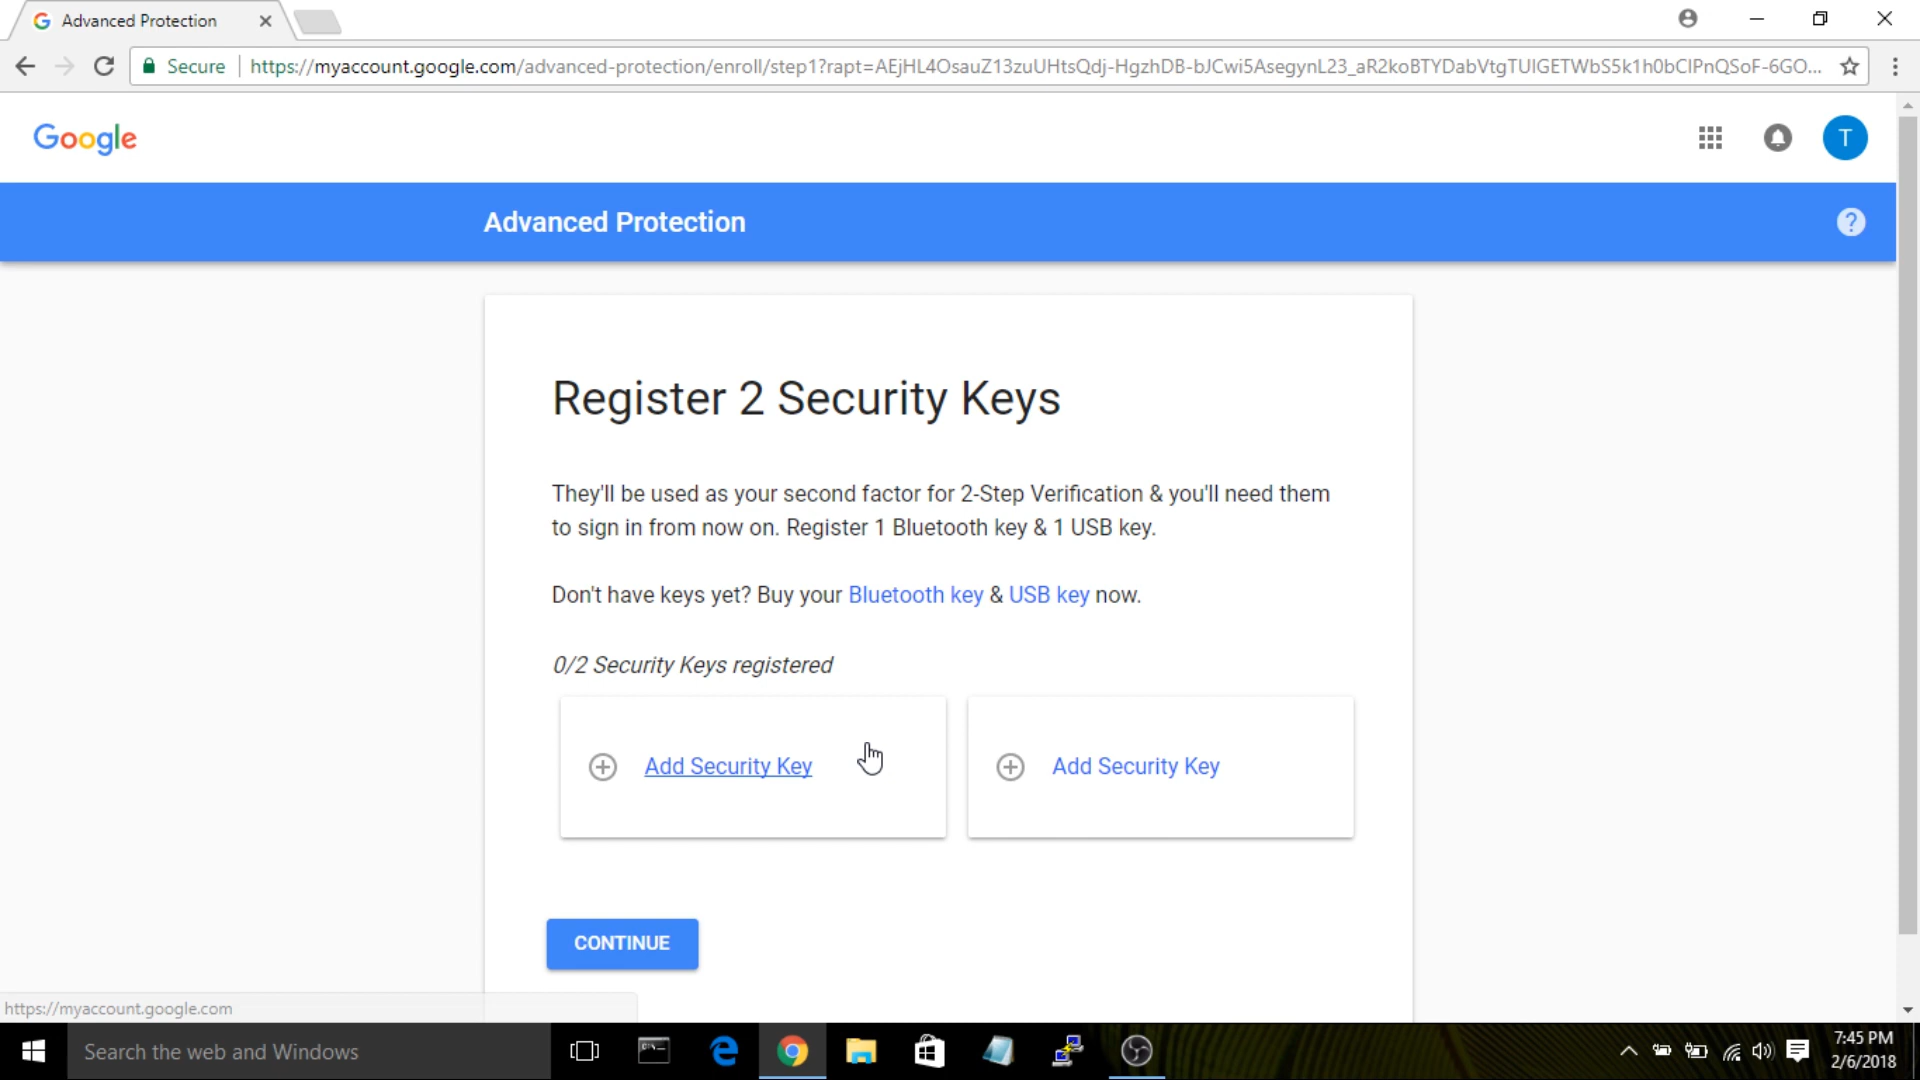 Advanced Protection
Secure
https://myaccount.google.com/advanced-protection/enroll/step1?rapt=AEjHL4OsauZ13zuUHtsQdj-HgzhDB-bJCwi5AsegynL23_aR2koBTYDabVtgTUIGETWbS5k1h0bCIPnQSoF-6GO...
Google
T
Advanced Protection
?
Register 2 Security Keys
They'll be used as your second factor for 2-Step Verification & you'll need them
to sign in from now on. Register 1 Bluetooth key & 1 USB key.
Don't have keys yet? Buy your Bluetooth key & USB key now.
0/2 Security Keys registered
Add Security Key
Add Security Key
CONTINUE
https://myaccount.google.com
Search the web and Windows
7:45 PM
2/6/2018